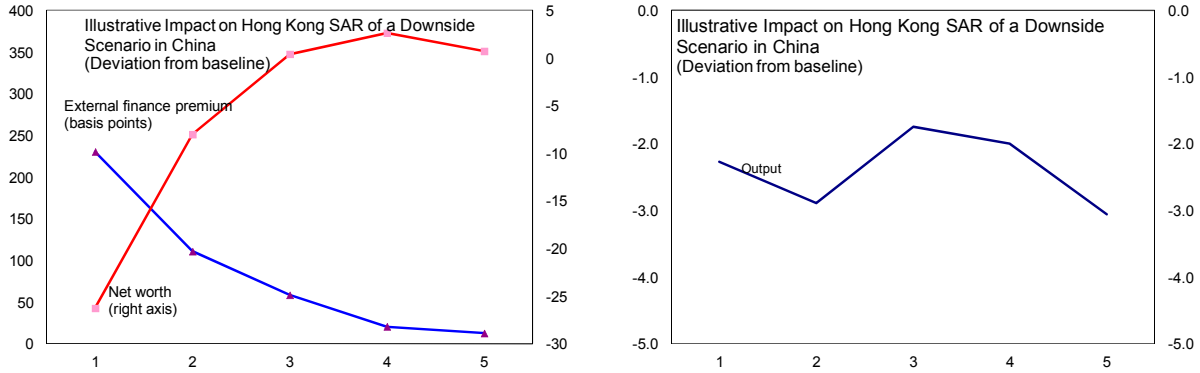 Illustrative Impact on Hong Kong SAR of a Downside
Scenario in China
(Deviation from baseline)
External finance premium
(basis points)
Net worth
(right axis)
400
350
300
250
200
150
100
50
0
5
0
-5
-10
-15
-20
-25
-30
1 2 3 4 5
Illustrative Impact on Hong Kong SAR of a Downside
Scenario in China
(Deviation from baseline)
Output
0.0
-1.0
-2.0
-3.0
-4.0
-5.0
0.0
-1.0
-2.0
-3.0
-4.0
-5.0
1 2 3 4 5